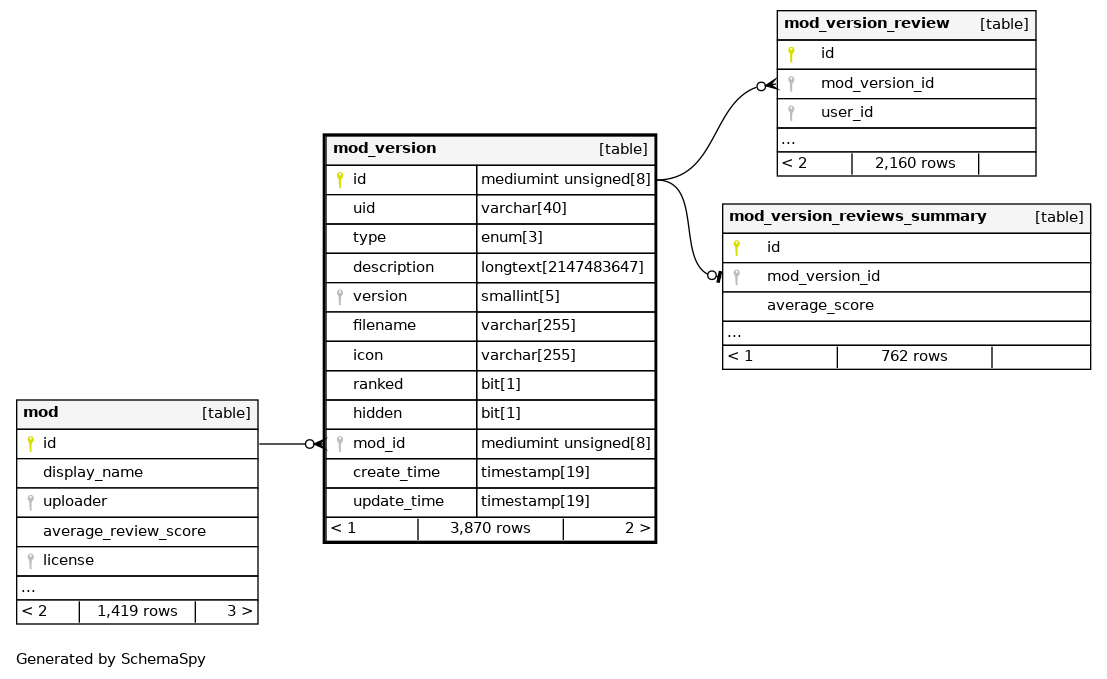 mod_version_review [table]
id
mod_version_id
user_id
...
< 2 2,160 rows
mod_version [table]
id mediumint unsigned[8]
uid varchar[40]
type enum[3]
description longtext[2147483647]
version smallint[5]
filename varchar[255]
icon varchar[255]
ranked bit[1]
hidden bit[1]
mod_id mediumint unsigned[8]
create_time timestamp[19]
update_time timestamp[19]
< 1 3,870 rows 2 >
mod_version_reviews_summary [table]
id
mod_version_id
average_score
...
< 1 762 rows
mod [table]
id
display_name
uploader
average_review_score
license
...
< 2 1,419 rows 3 >
Generated by SchemaSpy